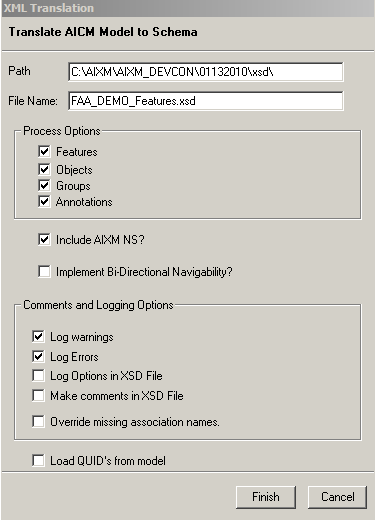 XML Translation
Translate AICM Model to Schema
Path
C:\AIXM\AIXM_DEVCON\01132010\xsd\
File Name:
FAA_DEMO_Features.xsd
Process Options
Features
Objects
Groups
Annotations
Include AIXM NS?
Implement Bi-Directional Navigability?
Comments and Logging Options
Log warnings
Log Errors
Log Options in XSD File
Make comments in XSD File
Override missing association names.
Load QUID's from model
Finish
Cancel